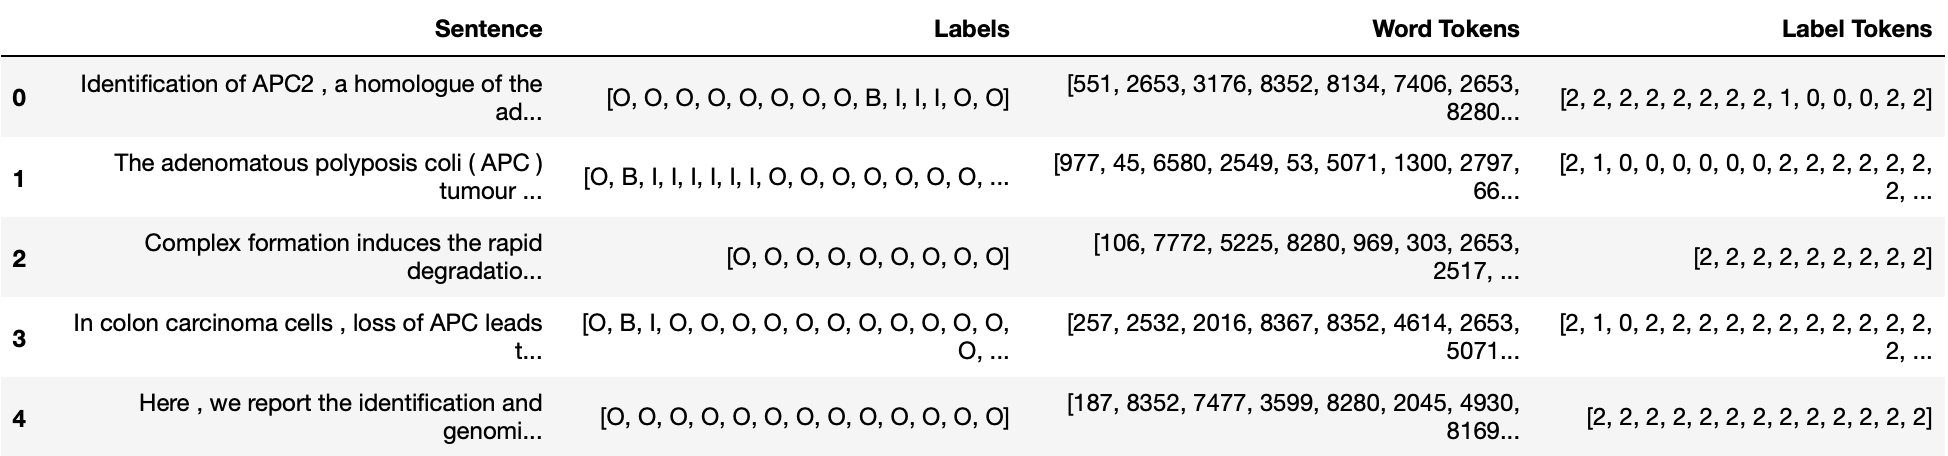 Sentence Labels Word Tokens Label Tokens
0 Identification of APC2 , a homologue of the ad... [O, O, O, O, O, O, O, O, B, I, I, I, O, O] [551, 2653, 3176, 8352, 8134, 7406, 2653, 8280... [2, 2, 2, 2, 2, 2, 2, 2, 1, 0, 0, 0, 2, 2]
1 The adenomatous polyposis coli ( APC ) tumour ... [O, B, I, I, I, I, I, I, O, O, O, O, O, O, O, ... [977, 45, 6580, 2549, 53, 5071, 1300, 2797, 66... [2, 1, 0, 0, 0, 0, 0, 0, 2, 2, 2, 2, 2, 2, 2, ...
2 Complex formation induces the rapid degradatio... [O, O, O, O, O, O, O, O, O] [106, 7772, 5225, 8280, 969, 303, 2653, 2517, ... [2, 2, 2, 2, 2, 2, 2, 2, 2]
3 In colon carcinoma cells , loss of APC leads t... [O, B, I, O, O, O, O, O, O, O, O, O, O, O, O, ... [257, 2532, 2016, 8367, 8352, 4614, 2653, 5071... [2, 1, 0, 2, 2, 2, 2, 2, 2, 2, 2, 2, 2, 2, 2, ...
4 Here , we report the identification and genomi... [O, O, O, O, O, O, O, O, O, O, O, O, O] [187, 8352, 7477, 3599, 8280, 2045, 4930, 8169... [2, 2, 2, 2, 2, 2, 2, 2, 2, 2, 2, 2, 2]